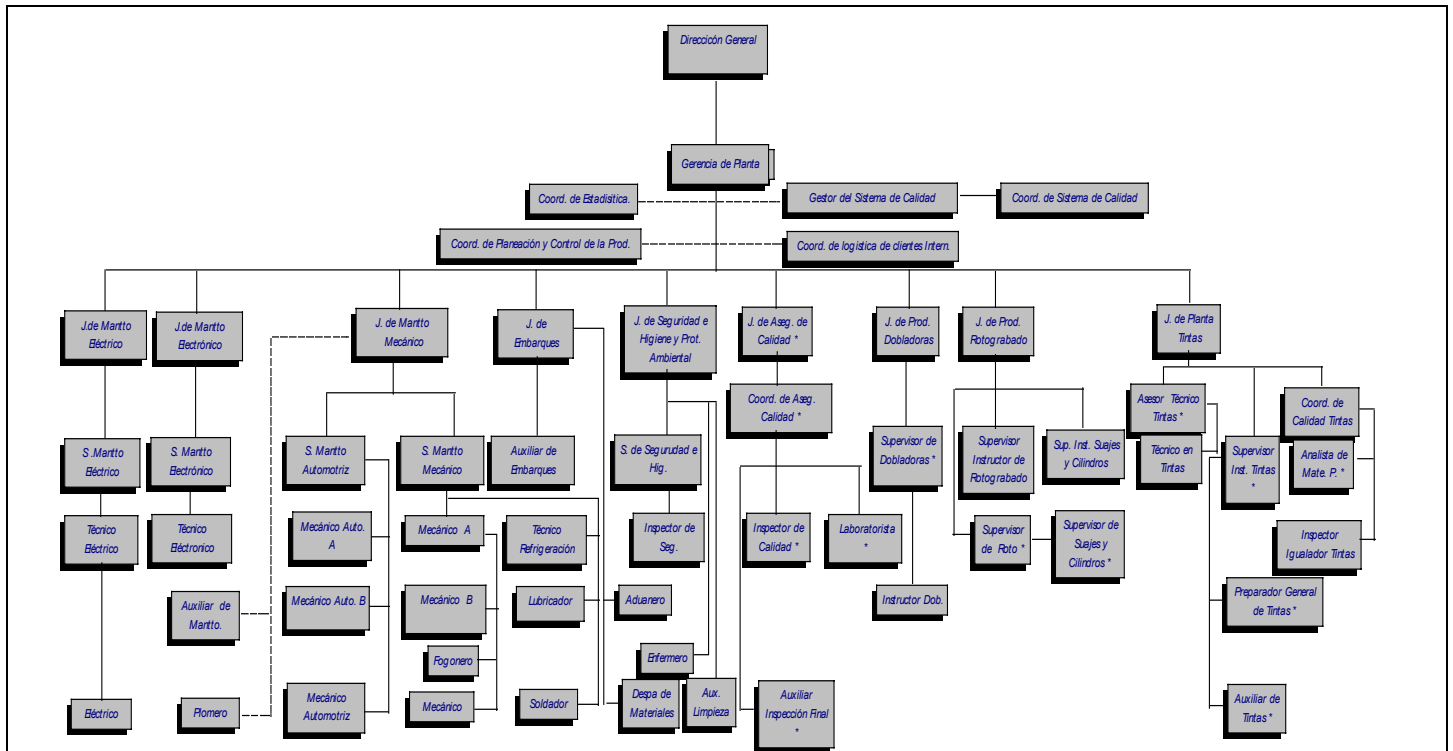 Direccicón General
Gerencia de Planta
Coord. de Estadisitica.
Gestor del Sistema de Calidad
Coord. de Sistema de Calidad
Coord. de Planeación y Control de la Prod.
Coord. de logística de clientes Intern.
J.de Mantto
Eléctrico
J.de Mantto
Electrónico
J. de Mantto
Mecánico
J. de
Embarques
J. de Seguridad e
Higiene y Prot.
Ambiental
J. de Aseg. de
Calidad *
J. de Prod.
Dobladoras
J. de Prod.
Rotograbado
J. de Planta
Tintas
Coord. de Aseg.
Calidad *
Asesor Técnico
Tintas *
Coord. de
Calidad Tintas
S .Mantto
Eléctrico
S. Mantto
Electrónico
S. Mantto
Automotriz
S. Mantto
Mecánico
Auxiliar de
Embarques
S. de Segurudad e
Hig.
Supervisor de
Dobladoras *
Supervisor
Instructor de
Rotograbado
Sup. Inst. Suajes
y Cilindros
Técnico en
Tintas
Supervisor
Inst. Tintas
*
Analista de
Mate. P. *
Técnico
Eléctrico
Técnico
Eléctronico
Mecánico Auto.
A
Mecánico A
Técnico
Refrigeración
Inspector de
Seg.
Inspector de
Calidad *
Laboratorista
*
Supervisor
de Roto *
Supervisor de
Suajes y
Cilindros *
Inspector
Igualador Tintas
Auxiliar de
Mantto.
Mecánico Auto. B
Mecánico B
Lubricador
Aduanero
Instructor Dob.
Preparador General
de Tintas *
Fogonero
Enfermero
Eléctrico
Plomero
Mecánico
Automotriz
Mecánico
Soldador
Despa de
Materiales
Aux.
Limpieza
Auxiliar
Inspección Final
*
Auxiliar de
Tintas *